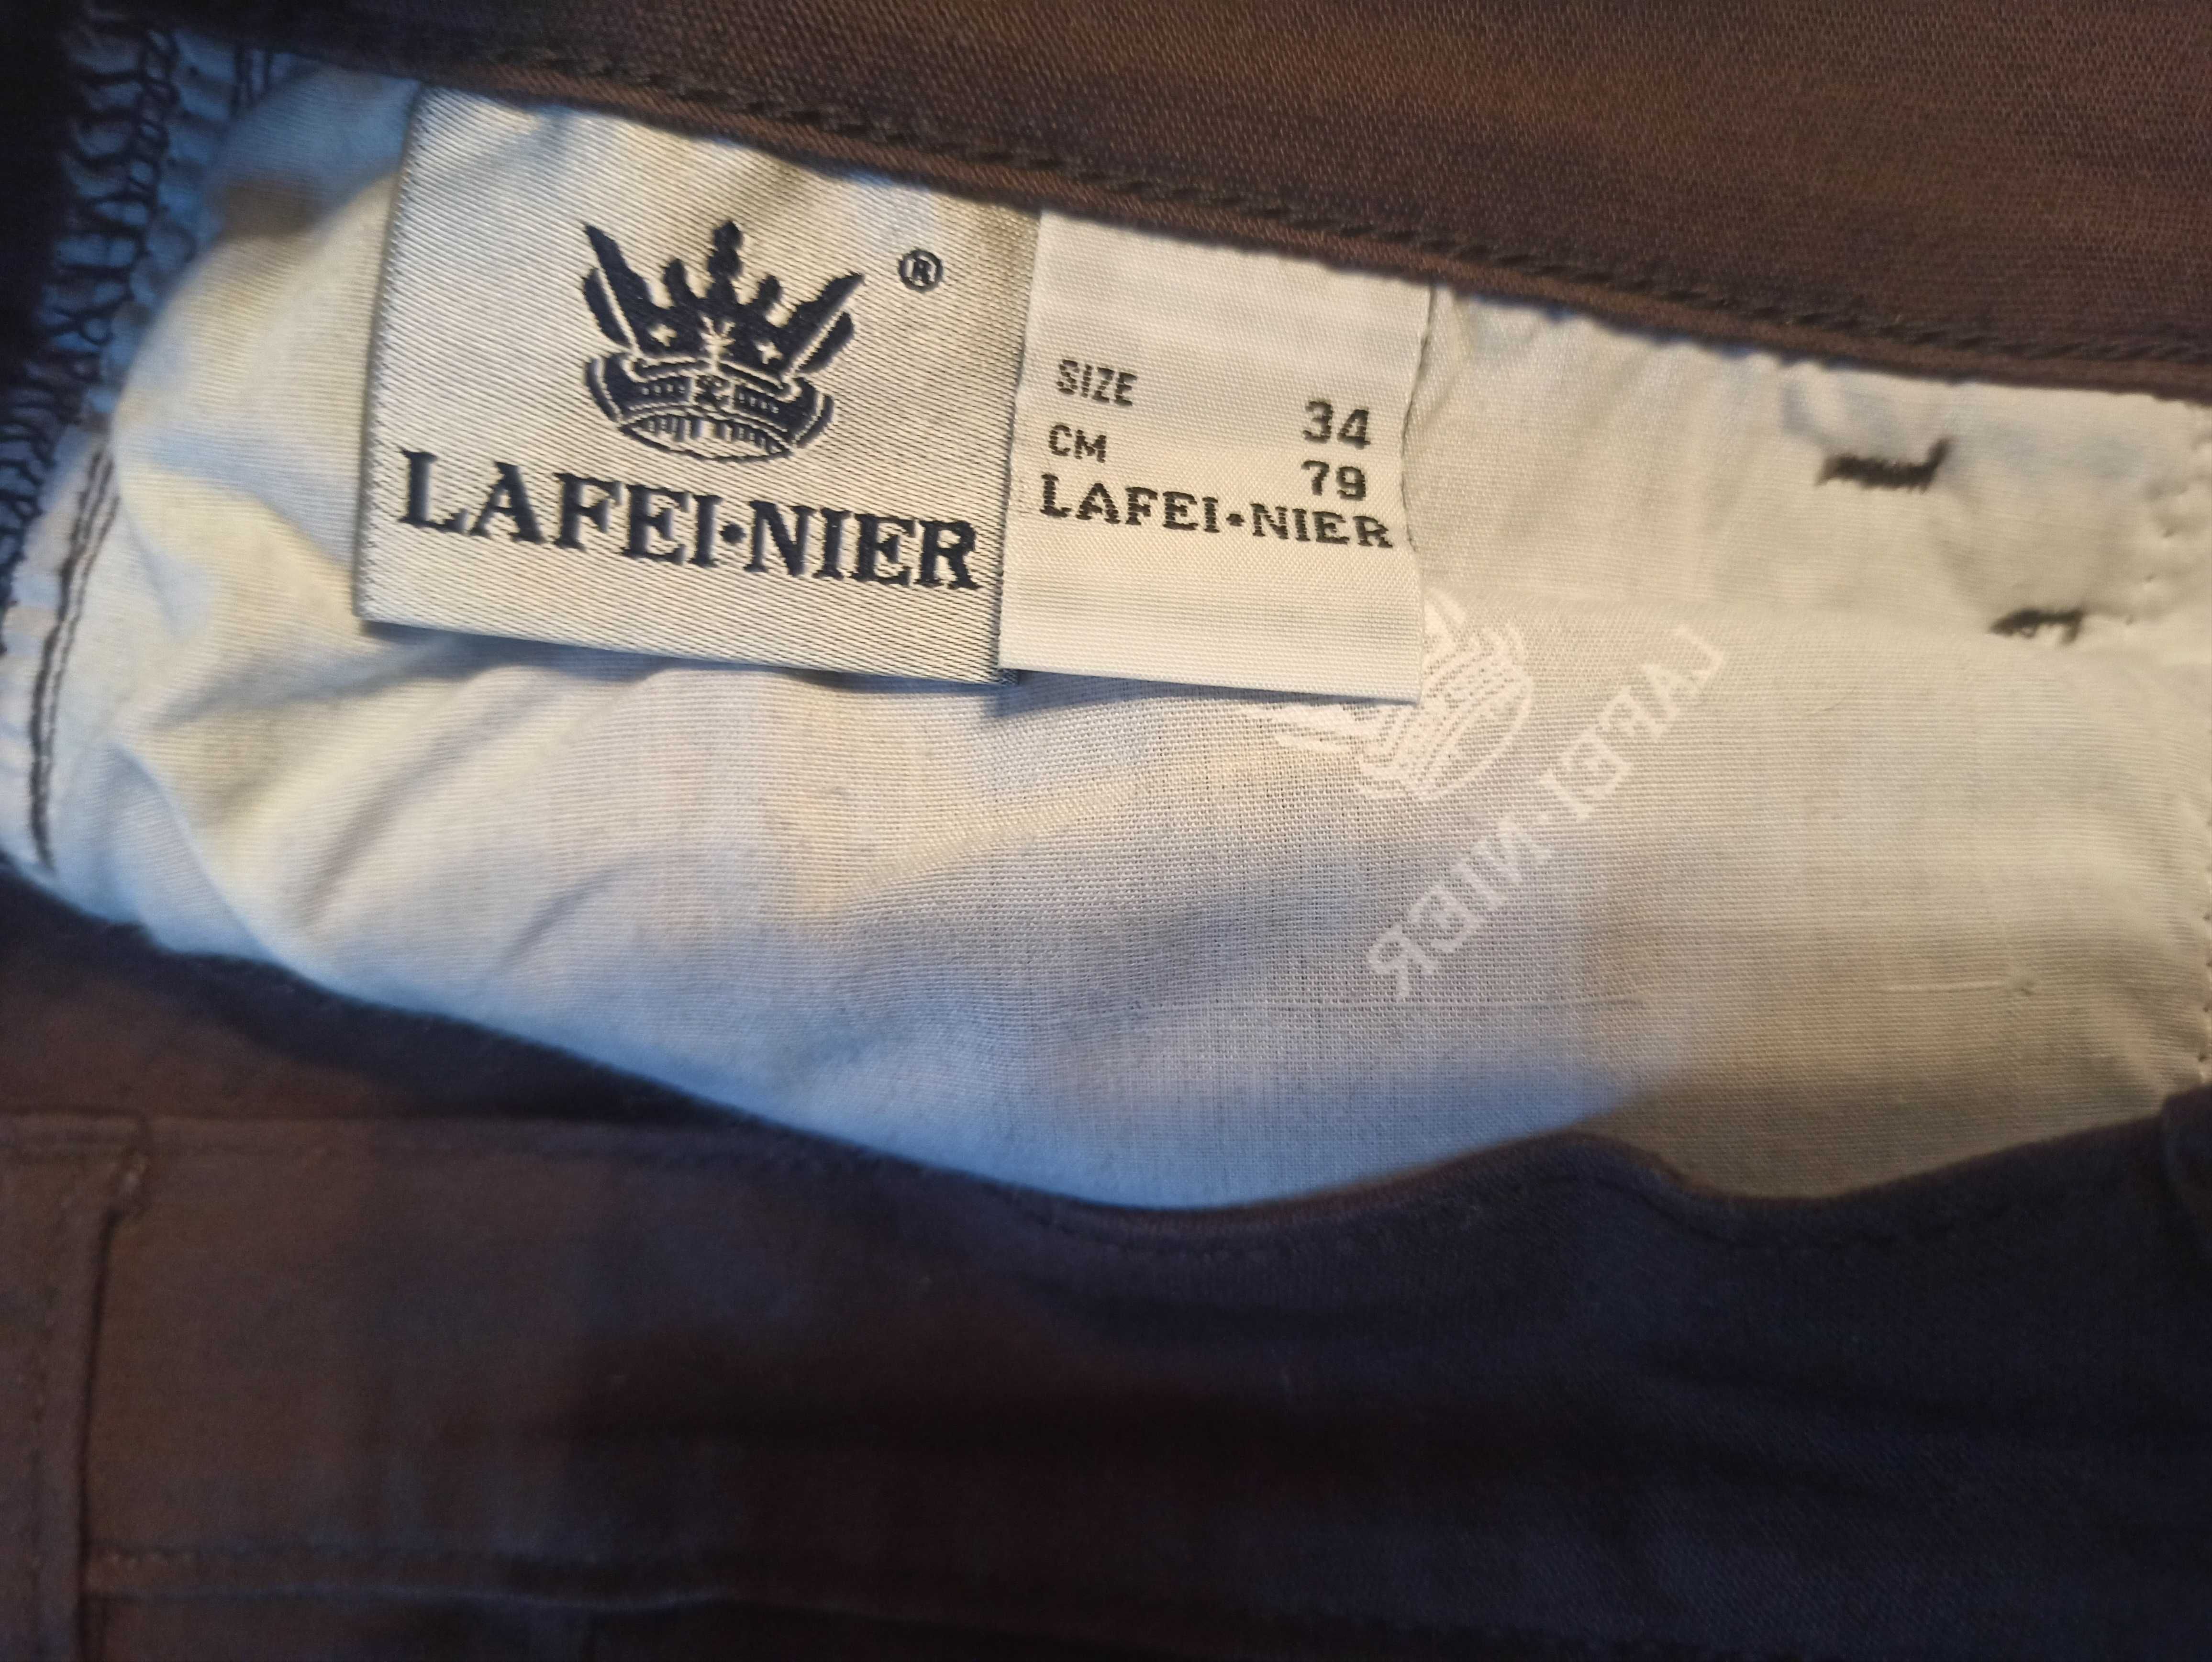 ®
LAFEI·NIER
SIZE 34
CM 79
LAFEI·NIER
LAFEI·NIER